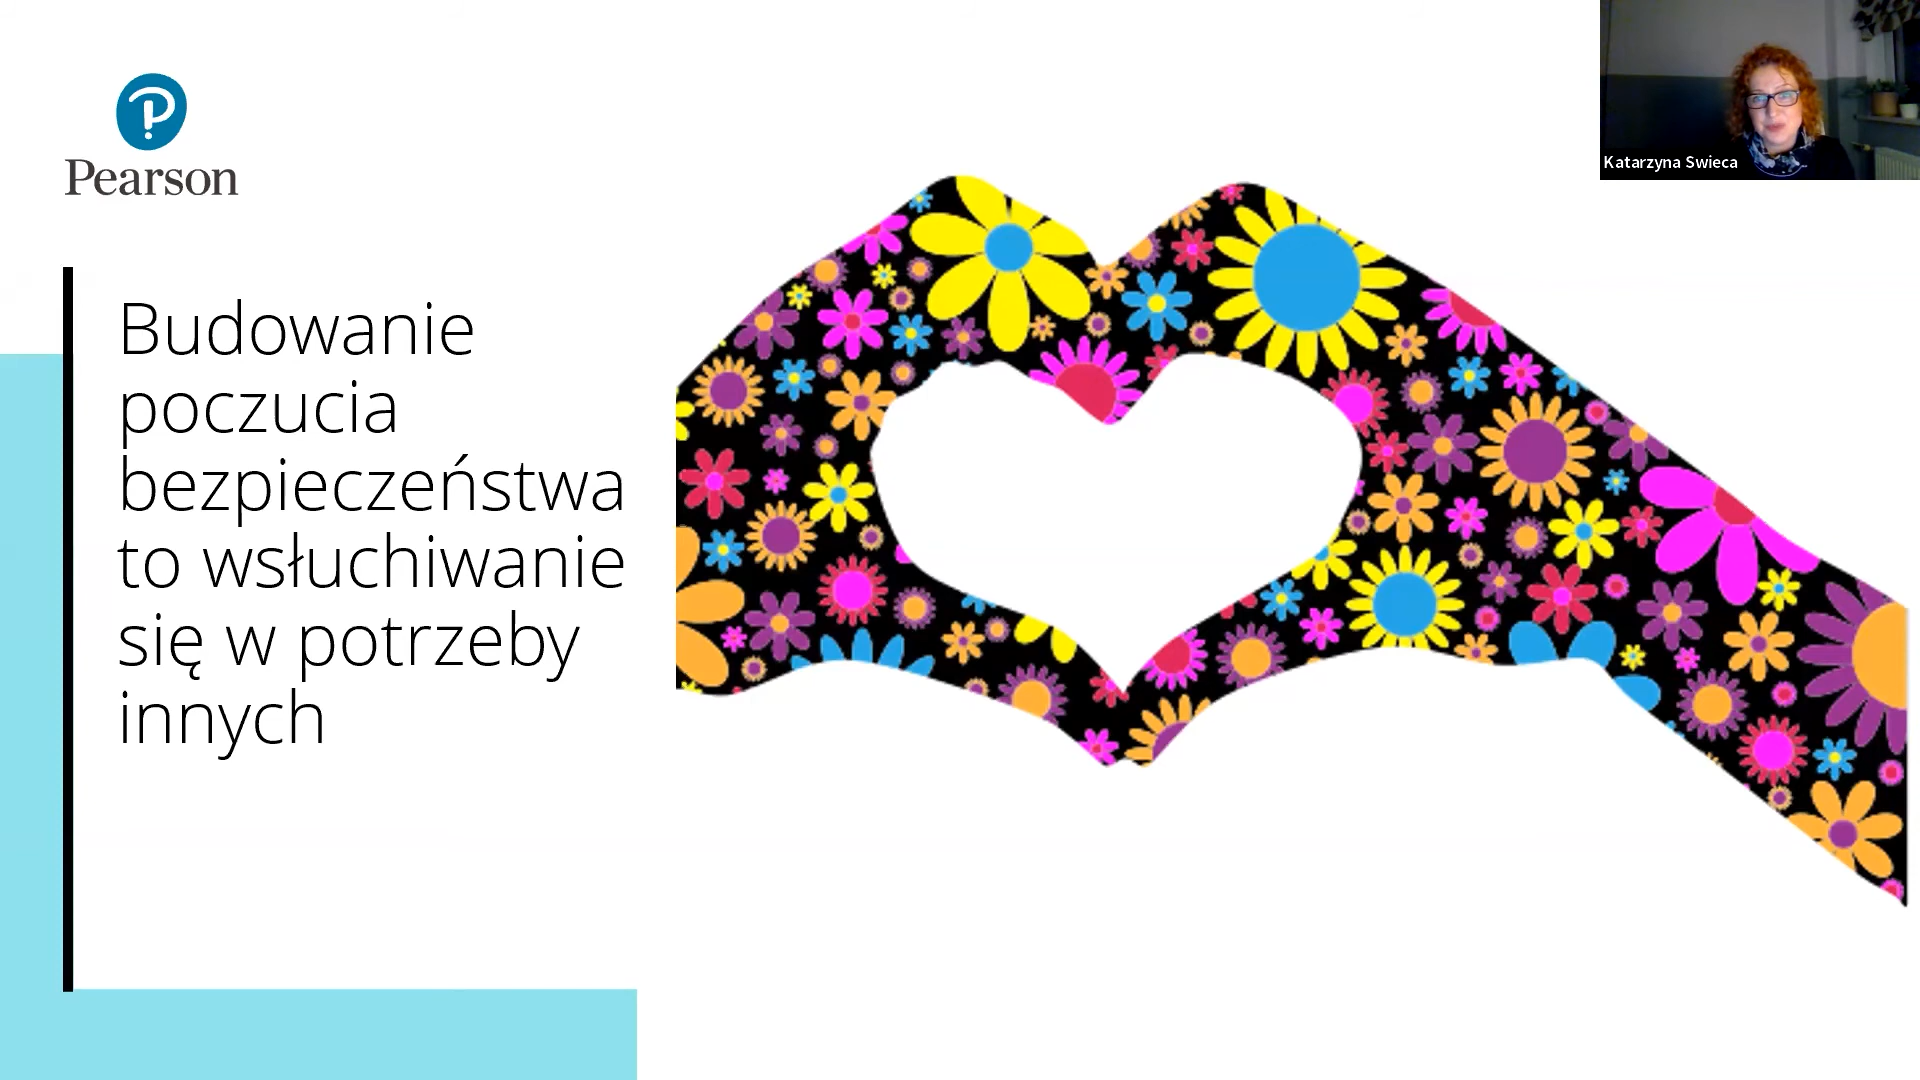 Pearson
Katarzyna Swieca
Budowanie
poczucia
bezpieczeństwa
to wsłuchiwanie
się w potrzeby
innych